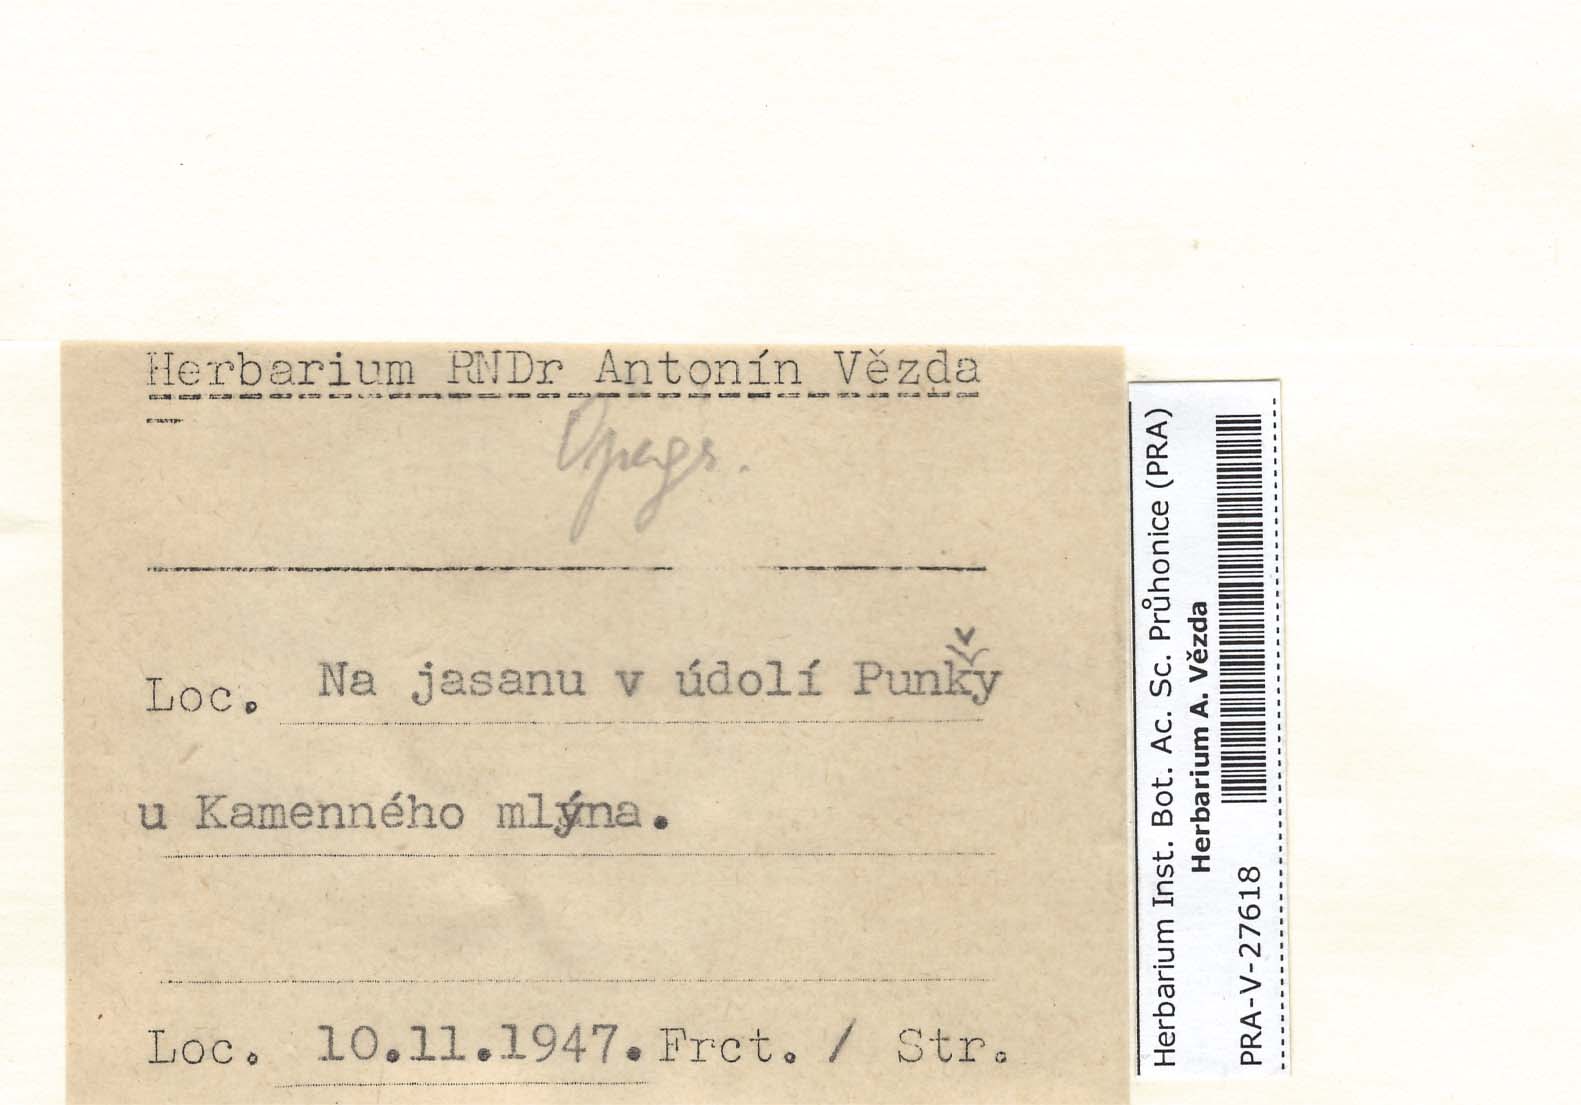 Herbarium RNDr Antonín Vězda
Opegr.
Loc. Na jasanu v údolí Punkvy
u Kamenného mlýna.
Loc. 10.11.1947. Frct. / Str.
Herbarium Inst. Bot. Ac. Sc. Průhonice (PRA)
Herbarium A. Vězda
PRA-V-27618